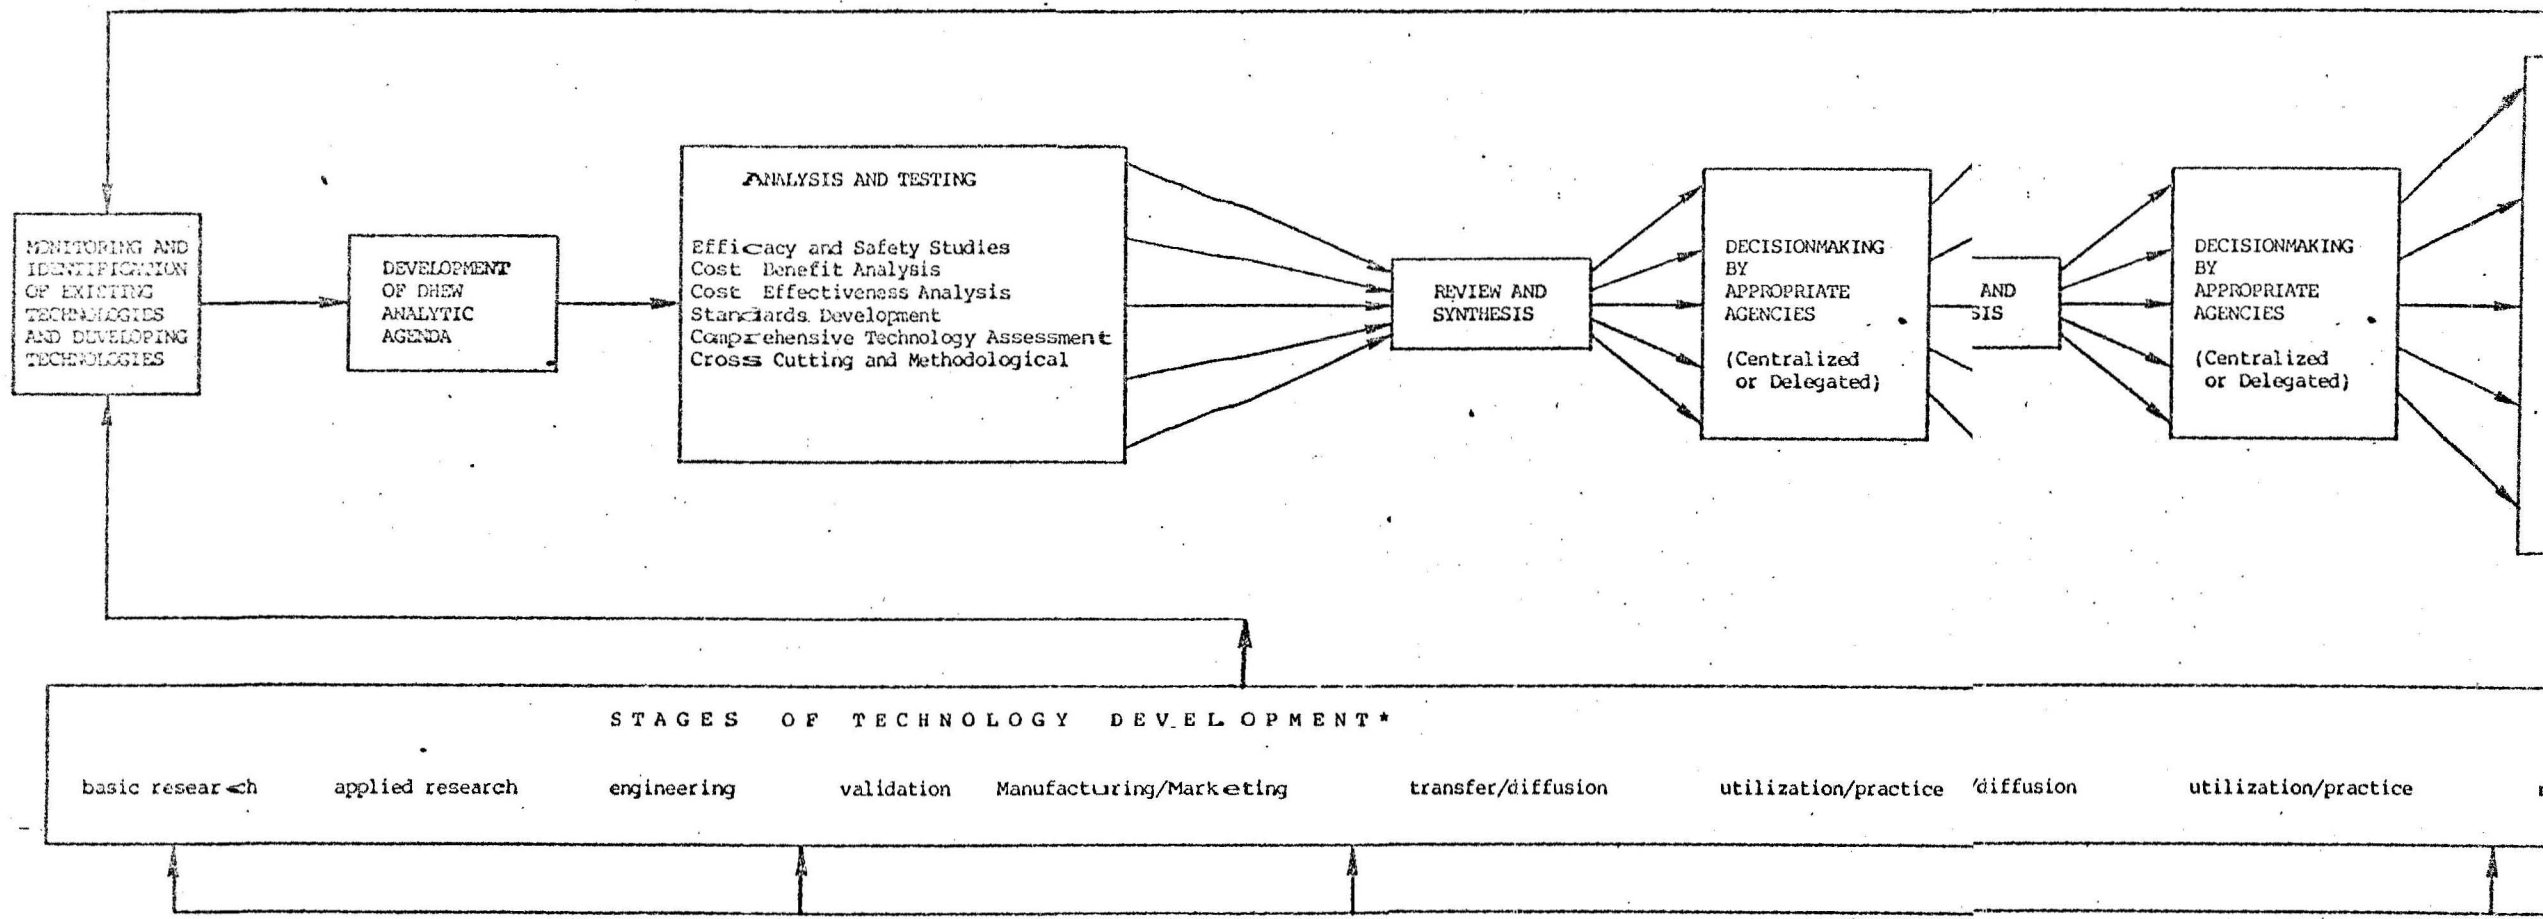 MONITORING AND
IDENTIFICATION
OF EXISTING
TECHNOLOGIES
AND DEVELOPING
TECHNOLOGIES
DEVELOPMENT
OF DHEW
ANALYTIC
AGENDA
ANALYSIS AND TESTING
Efficacy and Safety Studies
Cost Benefit Analysis
Cost Effectiveness Analysis
Standards Development
Comprehensive Technology Assessment
Cross Cutting and Methodological
REVIEW AND
SYNTHESIS
DECISIONMAKING
BY
APPROPRIATE
AGENCIES
(Centralized
or Delegated)
AND
SIS
DECISIONMAKING
BY
APPROPRIATE
AGENCIES
(Centralized
or Delegated)
STAGES OF TECHNOLOGY DEVELOPMENT*
basic research applied research engineering validation Manufacturing/Marketing transfer/diffusion utilization/practice /diffusion utilization/practice